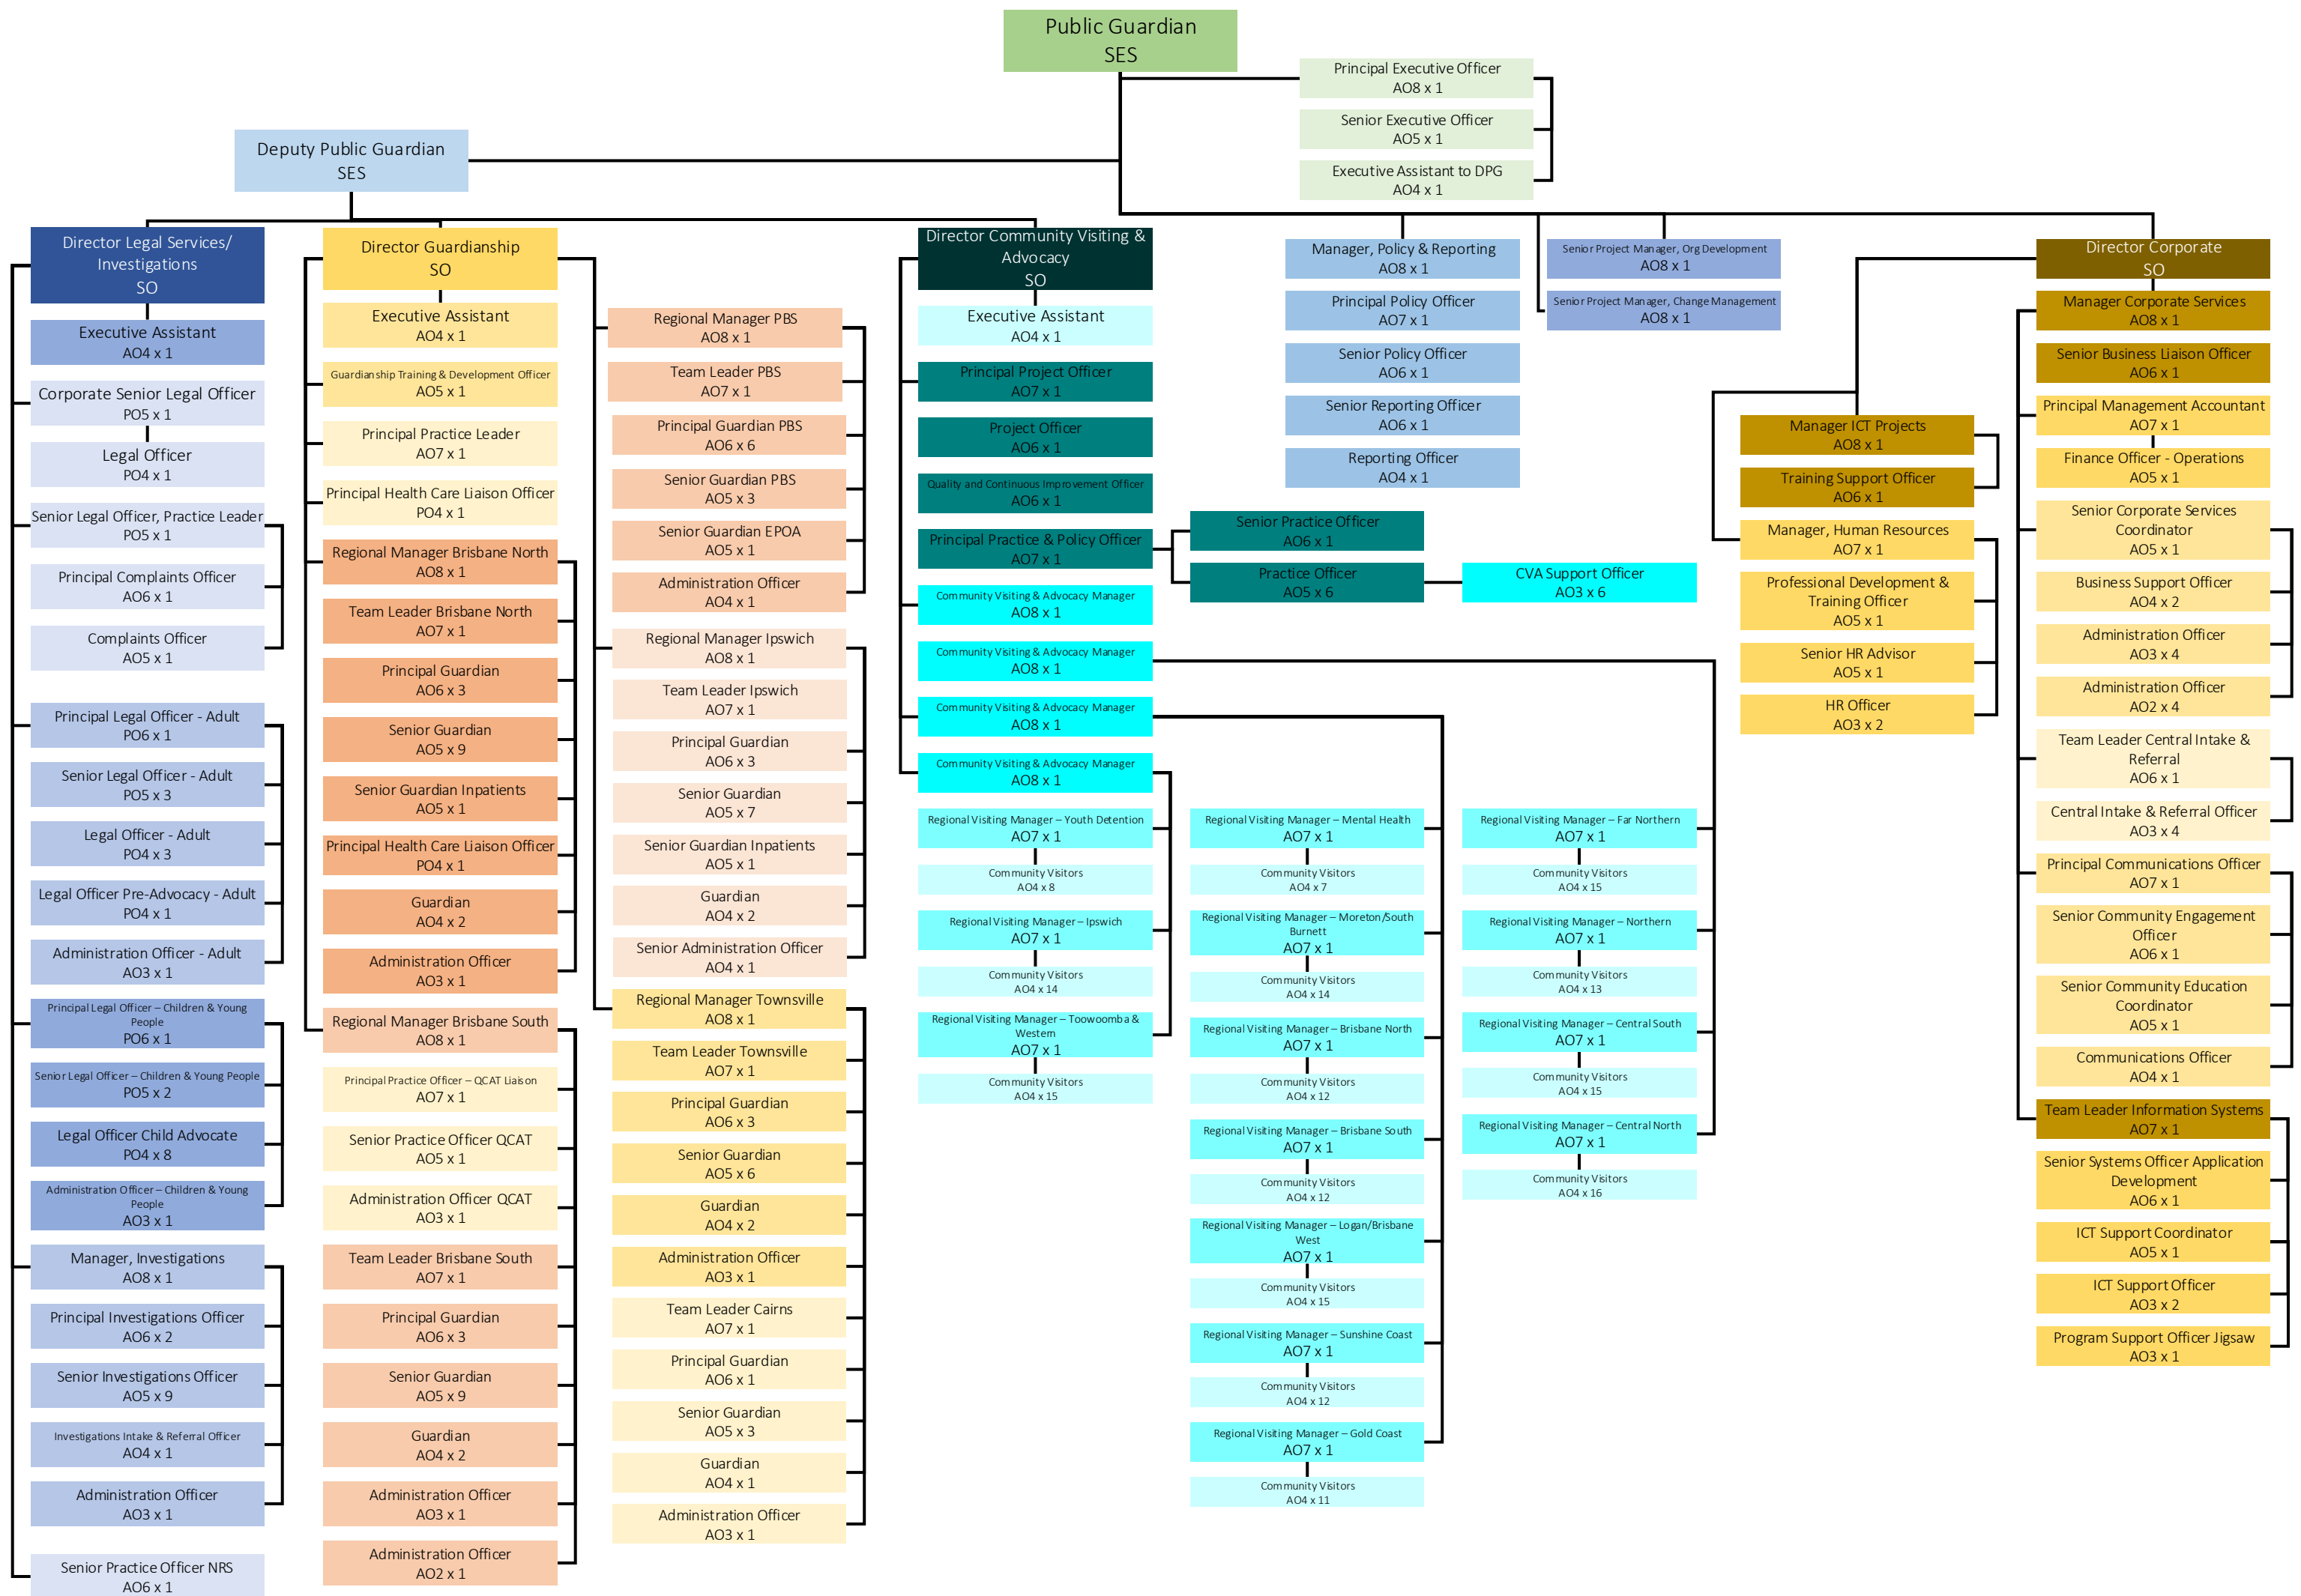 Public Guardian
SES
Principal Executive Officer
AO8 x 1
Senior Executive Officer
AO5 x 1
Executive Assistant to DPG
AO4 x 1
Deputy Public Guardian
SES
Director Legal Services/
Investigations
SO
Executive Assistant
AO4 x 1
Corporate Senior Legal Officer
PO5 x 1
Legal Officer
PO4 x 1
Senior Legal Officer, Practice Leader
PO5 x 1
Principal Complaints Officer
AO6 x 1
Complaints Officer
AO5 x 1
Principal Legal Officer - Adult
PO6 x 1
Senior Legal Officer - Adult
PO5 x 3
Legal Officer - Adult
PO4 x 3
Legal Officer Pre-Advocacy - Adult
PO4 x 1
Administration Officer - Adult
AO3 x 1
Principal Legal Officer – Children & Young
People
PO6 x 1
Senior Legal Officer – Children & Young People
PO5 x 2
Legal Officer Child Advocate
PO4 x 8
Administration Officer – Children & Young
People
AO3 x 1
Manager, Investigations
AO8 x 1
Principal Investigations Officer
AO6 x 2
Senior Investigations Officer
AO5 x 9
Investigations Intake & Referral Officer
AO4 x 1
Administration Officer
AO3 x 1
Senior Practice Officer NRS
AO6 x 1
Director Guardianship
SO
Executive Assistant
AO4 x 1
Guardianship Training & Development Officer
AO5 x 1
Principal Practice Leader
AO7 x 1
Principal Health Care Liaison Officer
PO4 x 1
Regional Manager Brisbane North
AO8 x 1
Team Leader Brisbane North
AO7 x 1
Principal Guardian
AO6 x 3
Senior Guardian
AO5 x 9
Senior Guardian Inpatients
AO5 x 1
Principal Health Care Liaison Officer
PO4 x 1
Guardian
AO4 x 2
Administration Officer
AO3 x 1
Regional Manager Brisbane South
AO8 x 1
Principal Practice Officer – QCAT Liaison
AO7 x 1
Senior Practice Officer QCAT
AO5 x 1
Administration Officer QCAT
AO3 x 1
Team Leader Brisbane South
AO7 x 1
Principal Guardian
AO6 x 3
Senior Guardian
AO5 x 9
Guardian
AO4 x 2
Administration Officer
AO3 x 1
Administration Officer
AO2 x 1
Regional Manager PBS
AO8 x 1
Team Leader PBS
AO7 x 1
Principal Guardian PBS
AO6 x 6
Senior Guardian PBS
AO5 x 3
Senior Guardian EPOA
AO5 x 1
Administration Officer
AO4 x 1
Regional Manager Ipswich
AO8 x 1
Team Leader Ipswich
AO7 x 1
Principal Guardian
AO6 x 3
Senior Guardian
AO5 x 7
Senior Guardian Inpatients
AO5 x 1
Guardian
AO4 x 2
Senior Administration Officer
AO4 x 1
Regional Manager Townsville
AO8 x 1
Team Leader Townsville
AO7 x 1
Principal Guardian
AO6 x 3
Senior Guardian
AO5 x 6
Guardian
AO4 x 2
Administration Officer
AO3 x 1
Team Leader Cairns
AO7 x 1
Principal Guardian
AO6 x 1
Senior Guardian
AO5 x 3
Guardian
AO4 x 1
Administration Officer
AO3 x 1
Director Community Visiting &
Advocacy
SO
Executive Assistant
AO4 x 1
Principal Project Officer
AO7 x 1
Project Officer
AO6 x 1
Quality and Continuous Improvement Officer
AO6 x 1
Principal Practice & Policy Officer
AO7 x 1
Senior Practice Officer
AO6 x 1
Practice Officer
AO5 x 6
CVA Support Officer
AO3 x 6
Community Visiting & Advocacy Manager
AO8 x 1
Community Visiting & Advocacy Manager
AO8 x 1
Community Visiting & Advocacy Manager
AO8 x 1
Community Visiting & Advocacy Manager
AO8 x 1
Regional Visiting Manager – Youth Detention
AO7 x 1
Community Visitors
AO4 x 8
Regional Visiting Manager – Ipswich
AO7 x 1
Community Visitors
AO4 x 14
Regional Visiting Manager – Toowoomba &
Western
AO7 x 1
Community Visitors
AO4 x 15
Regional Visiting Manager – Mental Health
AO7 x 1
Community Visitors
AO4 x 7
Regional Visiting Manager – Moreton/South
Burnett
AO7 x 1
Community Visitors
AO4 x 14
Regional Visiting Manager – Brisbane North
AO7 x 1
Community Visitors
AO4 x 12
Regional Visiting Manager – Brisbane South
AO7 x 1
Community Visitors
AO4 x 12
Regional Visiting Manager – Logan/Brisbane
West
AO7 x 1
Community Visitors
AO4 x 15
Regional Visiting Manager – Sunshine Coast
AO7 x 1
Community Visitors
AO4 x 12
Regional Visiting Manager – Gold Coast
AO7 x 1
Community Visitors
AO4 x 11
Regional Visiting Manager – Far Northern
AO7 x 1
Community Visitors
AO4 x 15
Regional Visiting Manager – Northern
AO7 x 1
Community Visitors
AO4 x 13
Regional Visiting Manager – Central South
AO7 x 1
Community Visitors
AO4 x 15
Regional Visiting Manager – Central North
AO7 x 1
Community Visitors
AO4 x 16
Manager, Policy & Reporting
AO8 x 1
Principal Policy Officer
AO7 x 1
Senior Policy Officer
AO6 x 1
Senior Reporting Officer
AO6 x 1
Reporting Officer
AO4 x 1
Senior Project Manager, Org Development
AO8 x 1
Senior Project Manager, Change Management
AO8 x 1
Director Corporate
SO
Manager ICT Projects
AO8 x 1
Training Support Officer
AO6 x 1
Manager, Human Resources
AO7 x 1
Professional Development &
Training Officer
AO5 x 1
Senior HR Advisor
AO5 x 1
HR Officer
AO3 x 2
Manager Corporate Services
AO8 x 1
Senior Business Liaison Officer
AO6 x 1
Principal Management Accountant
AO7 x 1
Finance Officer - Operations
AO5 x 1
Senior Corporate Services
Coordinator
AO5 x 1
Business Support Officer
AO4 x 2
Administration Officer
AO3 x 4
Administration Officer
AO2 x 4
Team Leader Central Intake &
Referral
AO6 x 1
Central Intake & Referral Officer
AO3 x 4
Principal Communications Officer
AO7 x 1
Senior Community Engagement
Officer
AO6 x 1
Senior Community Education
Coordinator
AO5 x 1
Communications Officer
AO4 x 1
Team Leader Information Systems
AO7 x 1
Senior Systems Officer Application
Development
AO6 x 1
ICT Support Coordinator
AO5 x 1
ICT Support Officer
AO3 x 2
Program Support Officer Jigsaw
AO3 x 1